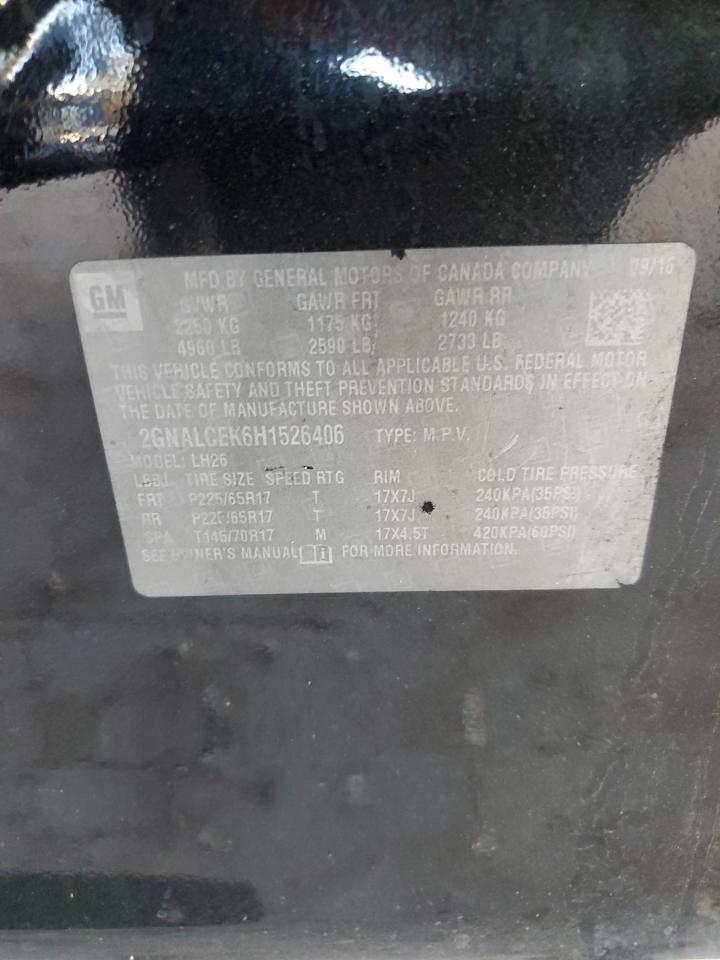 GM
MFD BY GENERAL MOTORS OF CANADA COMPANY 09/16
GVWR GAWR FRT GAWR RR
2250 KG 1175 KG 1240 KG
4960 LB 2590 LB 2733 LB
THIS VEHICLE CONFORMS TO ALL APPLICABLE U.S. FEDERAL MOTOR
VEHICLE SAFETY AND THEFT PREVENTION STANDARDS IN EFFECT ON
THE DATE OF MANUFACTURE SHOWN ABOVE.
2GNALCEK6H1526406 TYPE: M.P.V.
MODEL: LH26
TIRE SIZE SPEED RTG RIM COLD TIRE PRESSURE
FRT P225/65R17 T 17X7J 240KPA(35PSI)
RR P225/65R17 T 17X7J 240KPA(35PSI)
SPA T145/70R17 M 17X4.5T 420KPA(60PSI)
SEE OWNER'S MANUAL FOR MORE INFORMATION.